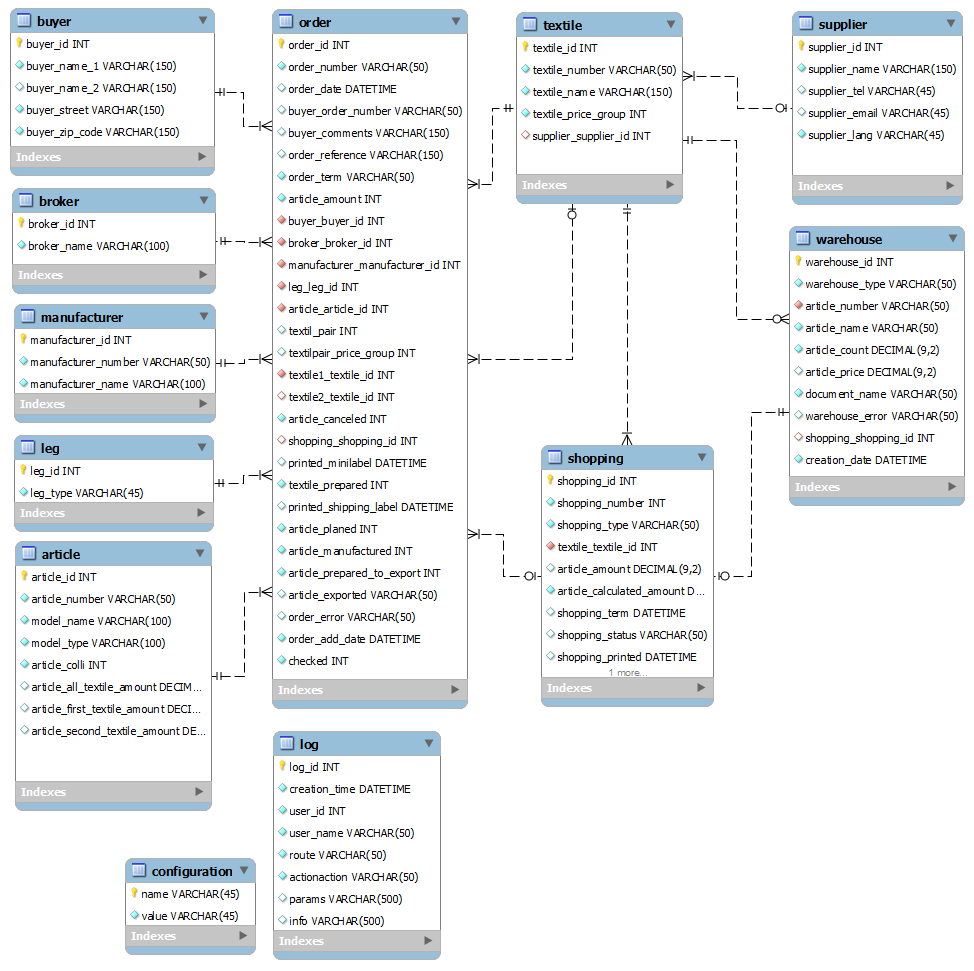 buyer
buyer_id INT
buyer_name_1 VARCHAR(150)
buyer_name_2 VARCHAR(150)
buyer_street VARCHAR(150)
buyer_zip_code VARCHAR(150)
Indexes
broker
broker_id INT
broker_name VARCHAR(100)
Indexes
manufacturer
manufacturer_id INT
manufacturer_number VARCHAR(50)
manufacturer_name VARCHAR(100)
Indexes
leg
leg_id INT
leg_type VARCHAR(45)
Indexes
article
article_id INT
article_number VARCHAR(50)
model_name VARCHAR(100)
model_type VARCHAR(100)
article_colli INT
article_all_textile_amount DECIM...
article_first_textile_amount DECI...
article_second_textile_amount DE...
Indexes
configuration
name VARCHAR(45)
value VARCHAR(45)
Indexes
order
order_id INT
order_number VARCHAR(50)
order_date DATETIME
buyer_order_number VARCHAR(50)
buyer_comments VARCHAR(150)
order_reference VARCHAR(150)
order_term VARCHAR(50)
article_amount INT
buyer_buyer_id INT
broker_broker_id INT
manufacturer_manufacturer_id INT
leg_leg_id INT
article_article_id INT
textil_pair INT
textilpair_price_group INT
textile1_textile_id INT
textile2_textile_id INT
article_canceled INT
shopping_shopping_id INT
printed_minilabel DATETIME
textile_prepared INT
printed_shipping_label DATETIME
article_planed INT
article_manufactured INT
article_prepared_to_export INT
article_exported VARCHAR(50)
order_error VARCHAR(50)
order_add_date DATETIME
checked INT
Indexes
log
log_id INT
creation_time DATETIME
user_id INT
user_name VARCHAR(50)
route VARCHAR(50)
actionaction VARCHAR(50)
params VARCHAR(500)
info VARCHAR(500)
Indexes
textile
textile_id INT
textile_number VARCHAR(50)
textile_name VARCHAR(150)
textile_price_group INT
supplier_supplier_id INT
Indexes
shopping
shopping_id INT
shopping_number INT
shopping_type VARCHAR(50)
textile_textile_id INT
article_amount DECIMAL(9,2)
article_calculated_amount D...
shopping_term DATETIME
shopping_status VARCHAR(50)
shopping_printed DATETIME
1 more...
Indexes
supplier
supplier_id INT
supplier_name VARCHAR(150)
supplier_tel VARCHAR(45)
supplier_email VARCHAR(45)
supplier_lang VARCHAR(45)
Indexes
warehouse
warehouse_id INT
warehouse_type VARCHAR(50)
article_number VARCHAR(50)
article_name VARCHAR(50)
article_count DECIMAL(9,2)
article_price DECIMAL(9,2)
document_name VARCHAR(50)
warehouse_error VARCHAR(50)
shopping_shopping_id INT
creation_date DATETIME
Indexes